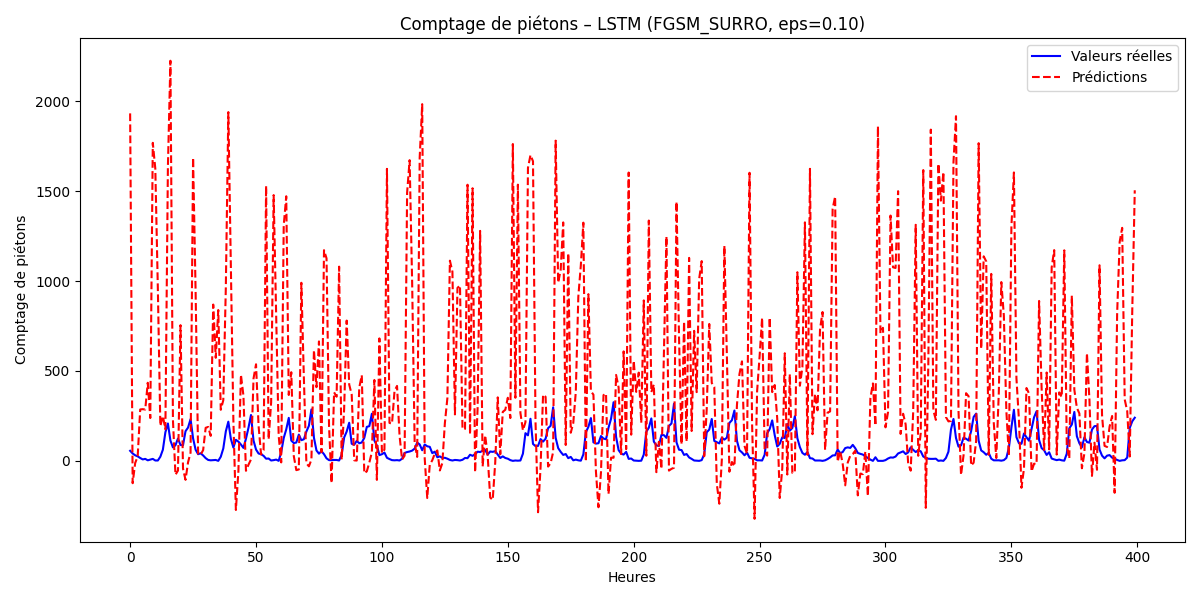 Comptage de piétons – LSTM (FGSM_SURRO, eps=0.10)
Valeurs réelles
Prédictions
Comptage de piétons
2000
1500
1000
500
0
0 50 100 150 200 250 300 350 400
Heures